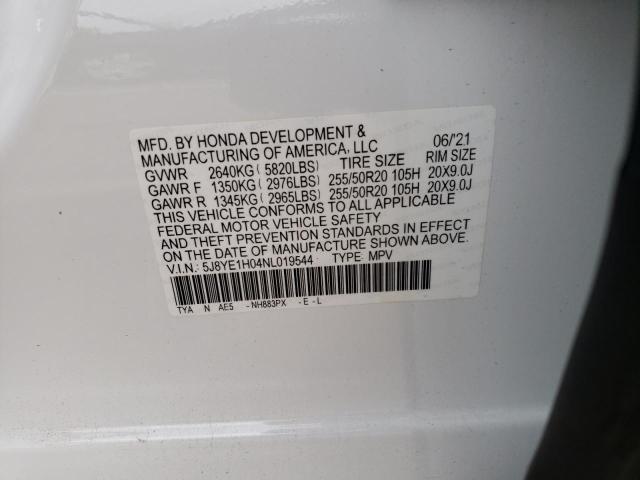 MFD. BY HONDA DEVELOPMENT & 06/'21
MANUFACTURING OF AMERICA, LLC
GVWR 2640KG ( 5820LBS) TIRE SIZE RIM SIZE
GAWR F 1350KG ( 2976LBS) 255/50R20 105H 20X9.0J
GAWR R 1345KG ( 2965LBS) 255/50R20 105H 20X9.0J
THIS VEHICLE CONFORMS TO ALL APPLICABLE
FEDERAL MOTOR VEHICLE SAFETY
AND THEFT PREVENTION STANDARDS IN EFFECT
ON THE DATE OF MANUFACTURE SHOWN ABOVE.
V.I.N.: 5J8YE1H04NL019544 TYPE: MPV
TYA N AE5 -NH883PX -E-L